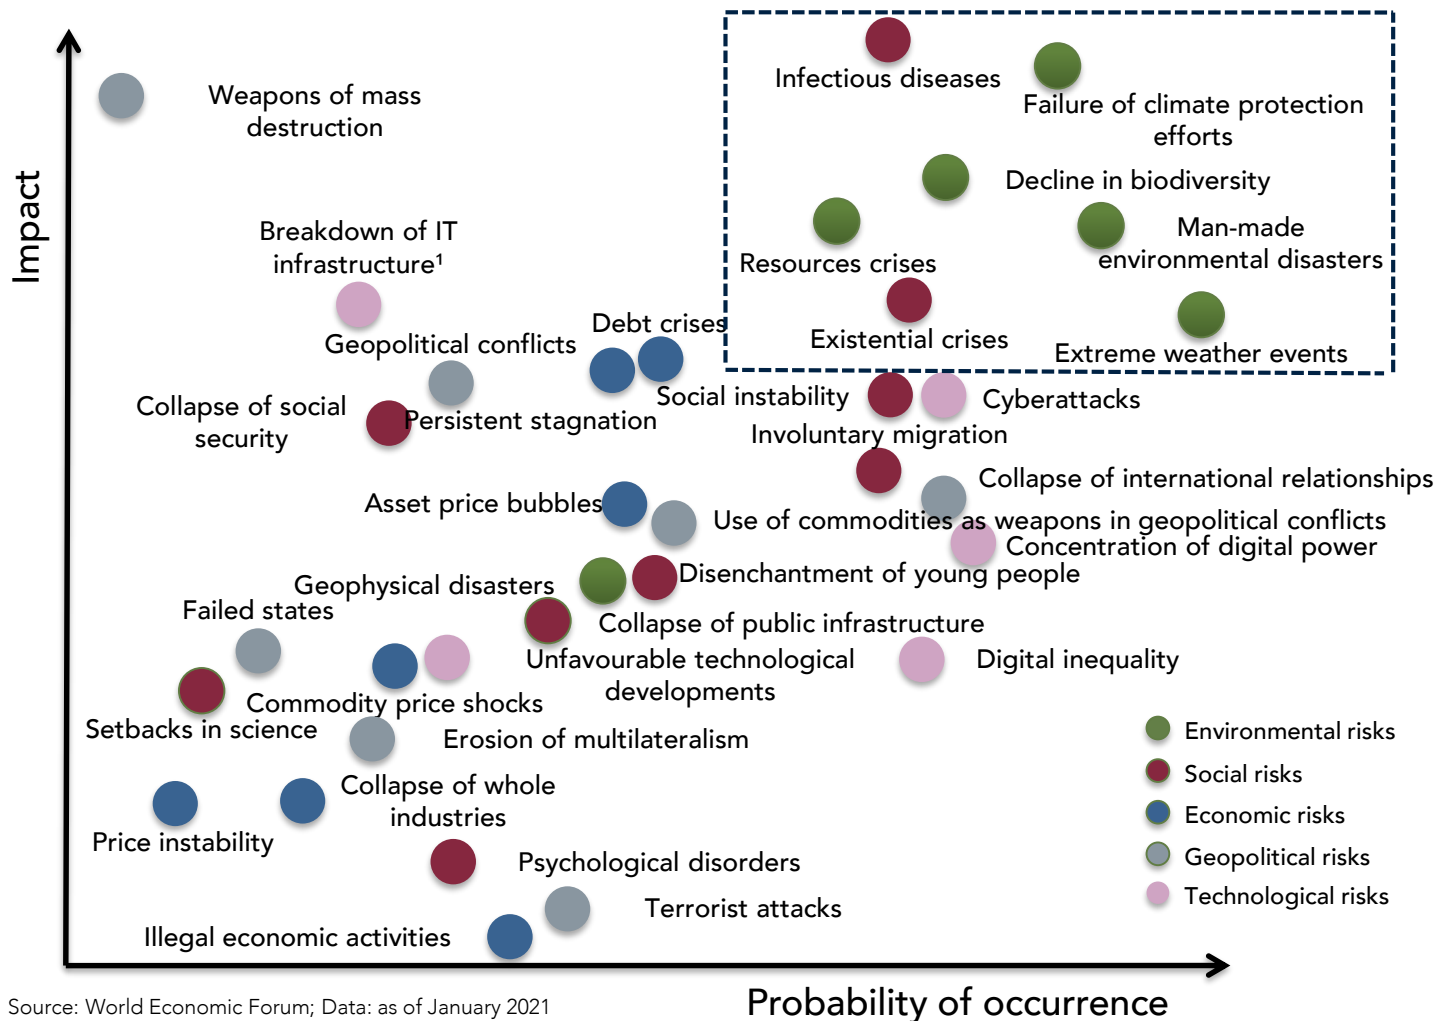 Infectious diseases
Failure of climate protection
efforts
Weapons of mass
destruction
Decline in biodiversity
Impact
Breakdown of IT
infrastructure¹
Resources crises
Man-made
environmental disasters
Debt crises
Geopolitical conflicts
Existential crises
Extreme weather events
Collapse of social
security
Persistent stagnation
Social instability
Cyberattacks
Involuntary migration
Collapse of international relationships
Asset price bubbles
Use of commodities as weapons in geopolitical conflicts
Concentration of digital power
Geophysical disasters
Disenchantment of young people
Failed states
Collapse of public infrastructure
Unfavourable technological
developments
Digital inequality
Commodity price shocks
Setbacks in science
Erosion of multilateralism
Collapse of whole
industries
Price instability
Psychological disorders
Terrorist attacks
Illegal economic activities
Environmental risks
Social risks
Economic risks
Geopolitical risks
Technological risks
Probability of occurrence
Source: World Economic Forum; Data: as of January 2021